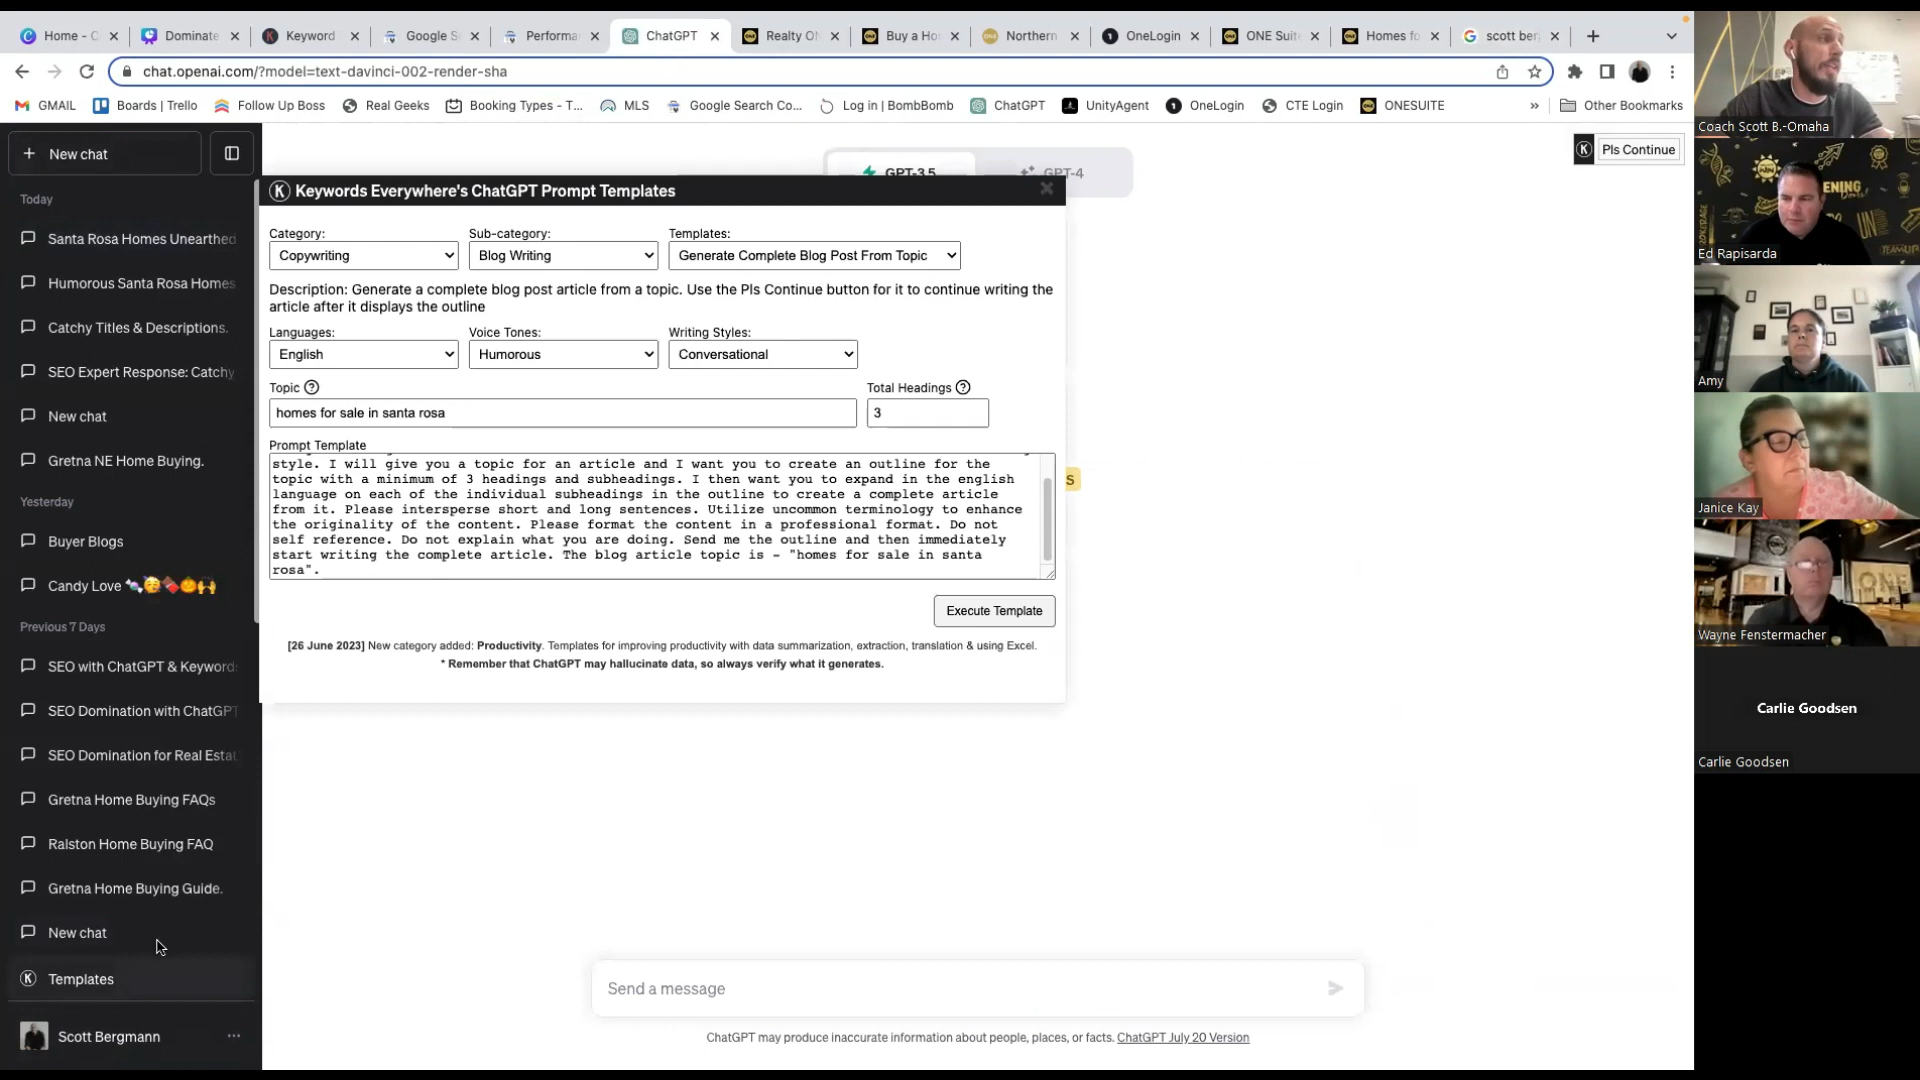 Home - C
Dominate
Keyword
Google S
Performa
ChatGPT
Realty ON
Buy a Ho
Northern
OneLogin
ONE Suite
Homes fo
scott ber
chat.openai.com/?model=text-davinci-002-render-sha
GMAIL
Boards | Trello
Follow Up Boss
Real Geeks
Booking Types - T...
MLS
Google Search Co...
Log in | BombBomb
ChatGPT
UnityAgent
OneLogin
CTE Login
ONESUITE
»
Other Bookmarks
New chat
Today
Santa Rosa Homes Unearthed
Humorous Santa Rosa Homes
Catchy Titles & Descriptions.
SEO Expert Response: Catchy
New chat
Gretna NE Home Buying.
Yesterday
Buyer Blogs
Candy Love 🍬🥳🍫🎃🙌
Previous 7 Days
SEO with ChatGPT & Keyword
SEO Domination with ChatGPT
SEO Domination for Real Esta
Gretna Home Buying FAQs
Ralston Home Buying FAQ
Gretna Home Buying Guide.
New chat
Templates
Scott Bergmann
GPT-3.5
GPT-4
Pls Continue
Keywords Everywhere's ChatGPT Prompt Templates
Category:
Sub-category:
Templates:
Copywriting
Blog Writing
Generate Complete Blog Post From Topic
Description: Generate a complete blog post article from a topic. Use the Pls Continue button for it to continue writing the
article after it displays the outline
Languages:
Voice Tones:
Writing Styles:
English
Humorous
Conversational
Topic
Total Headings
homes for sale in santa rosa
3
Prompt Template
style. I will give you a topic for an article and I want you to create an outline for the
topic with a minimum of 3 headings and subheadings. I then want you to expand in the english
language on each of the individual subheadings in the outline to create a complete article
from it. Please intersperse short and long sentences. Utilize uncommon terminology to enhance
the originality of the content. Please format the content in a professional format. Do not
self reference. Do not explain what you are doing. Send me the outline and then immediately
start writing the complete article. The blog article topic is - "homes for sale in santa
rosa".
S
Execute Template
[26 June 2023] New category added: Productivity. Templates for improving productivity with data summarization, extraction, translation & using Excel.
* Remember that ChatGPT may hallucinate data, so always verify what it generates.
Send a message
ChatGPT may produce inaccurate information about people, places, or facts. ChatGPT July 20 Version
Coach Scott B.-Omaha
Ed Rapisarda
Amy
Janice Kay
Wayne Fenstermacher
Carlie Goodsen
Carlie Goodsen